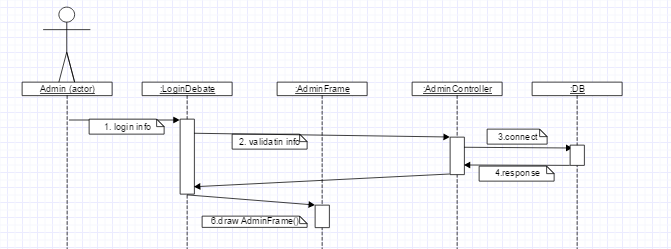 Admin (actor)
:LoginDebate
:AdminFrame
:AdminController
:DB
1. login info
2. validatin info
3.connect
4.response
6.draw AdminFrame()